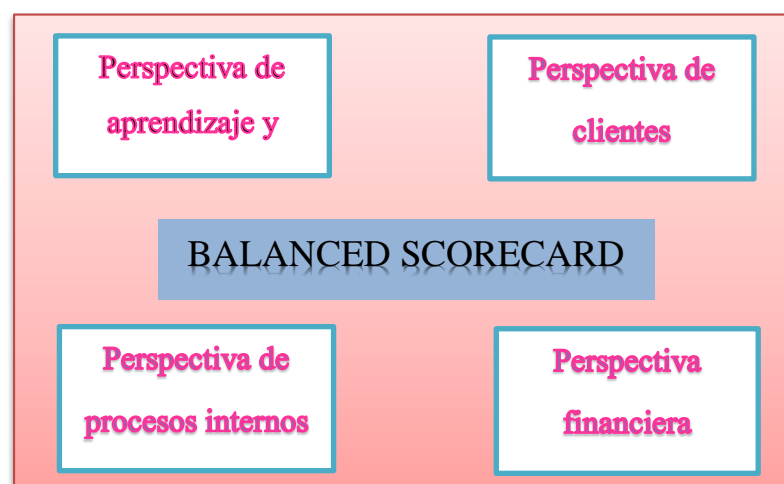 Perspectiva de
aprendizaje y
Perspectiva de
clientes
BALANCED SCORECARD
Perspectiva de
procesos internos
Perspectiva
financiera